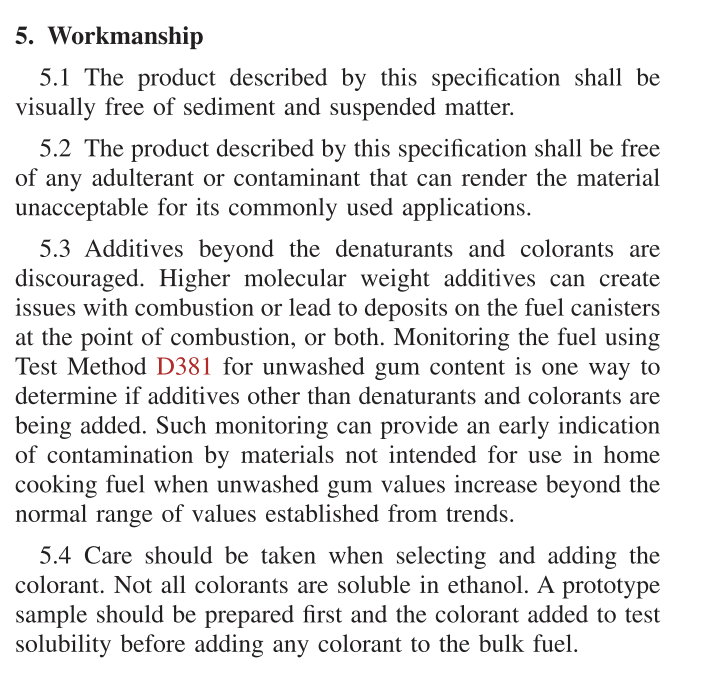 5. Workmanship
5.1 The product described by this specification shall be
visually free of sediment and suspended matter.
5.2 The product described by this specification shall be free
of any adulterant or contaminant that can render the material
unacceptable for its commonly used applications.
5.3 Additives beyond the denaturants and colorants are
discouraged. Higher molecular weight additives can create
issues with combustion or lead to deposits on the fuel canisters
at the point of combustion, or both. Monitoring the fuel using
Test Method D381 for unwashed gum content is one way to
determine if additives other than denaturants and colorants are
being added. Such monitoring can provide an early indication
of contamination by materials not intended for use in home
cooking fuel when unwashed gum values increase beyond the
normal range of values established from trends.
5.4 Care should be taken when selecting and adding the
colorant. Not all colorants are soluble in ethanol. A prototype
sample should be prepared first and the colorant added to test
solubility before adding any colorant to the bulk fuel.